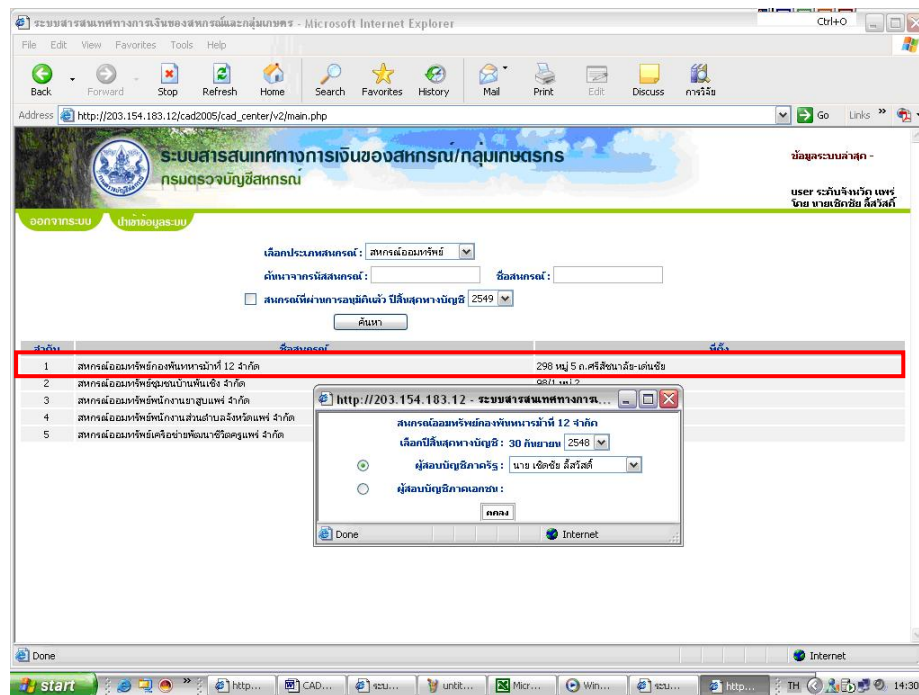 ระบบสารสนเทศทางการเงินของสหกรณ์และกลุ่มเกษตร - Microsoft Internet Explorer
Ctrl+O
File Edit View Favorites Tools Help
Back Forward Stop Refresh Home Search Favorites History Mail Print Edit Discuss การวิจัย
Address http://203.154.183.12/cad2005/cad_center/v2/main.php Go Links »
ระบบสารสนเทศทางการเงินของสหกรณ์/กลุ่มเกษตรกร
กรมตรวจบัญชีสหกรณ์
ข้อมูลระบบล่าสุด -
user ระดับจังหวัด แพร่
โดย นายเชิดชัย ลิ้สวัสดิ์
ออกจากระบบ นำเข้าข้อมูลระบบ
เลือกประเภทสหกรณ์ : สหกรณ์ออมทรัพย์
ค้นหาจากรหัสสหกรณ์ : ชื่อสหกรณ์ :
สหกรณ์ที่ผ่านการอนุมัติแล้ว ปีสิ้นสุดทางบัญชี 2549
ค้นหา
ลำดับ ชื่อสหกรณ์ ที่ตั้ง
1 สหกรณ์ออมทรัพย์กองพันทหารม้าที่ 12 จำกัด 298 หมู่ 5 ถ.ศรีสัชนาลัย-เด่นชัย
2 สหกรณ์ออมทรัพย์ชุมชนบ้านพันเชิง จำกัด 98/1 หมู่ 2
3 สหกรณ์ออมทรัพย์พนักงานยาสูบแพร่ จำกัด
4 สหกรณ์ออมทรัพย์พนักงานส่วนตำบลจังหวัดแพร่ จำกัด
5 สหกรณ์ออมทรัพย์เครือข่ายพัฒนาชีวิตครูแพร่ จำกัด
http://203.154.183.12 - ระบบสารสนเทศทางการเ...
สหกรณ์ออมทรัพย์กองพันทหารม้าที่ 12 จำกัด
เลือกปีสิ้นสุดทางบัญชี : 30 กันยายน 2548
ผู้สอบบัญชีภาครัฐ : นาย เชิดชัย ลิ้สวัสดิ์
ผู้สอบบัญชีภาคเอกชน :
ตกลง
Done Internet
Done Internet
start » http... CAD... ระบ... untit... Micr... Win... ระบ... http... TH 14:38